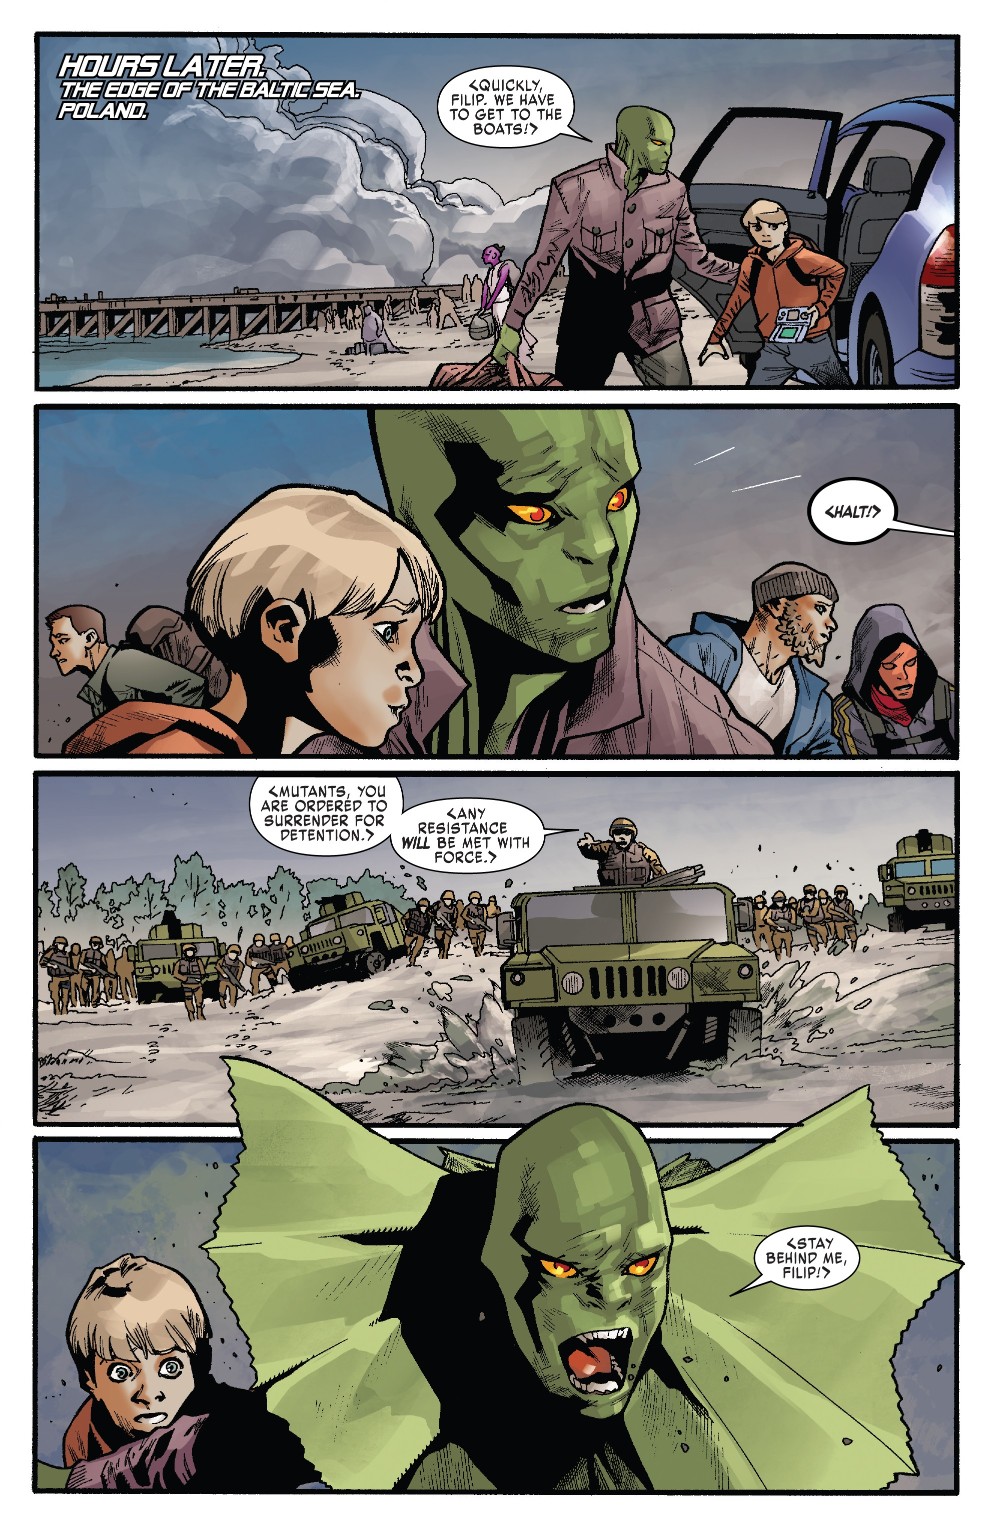 HOURS LATER.
THE EDGE OF THE BALTIC SEA.
POLAND.
<QUICKLY,
FILIP. WE HAVE
TO GET TO THE
BOATS!>
<HALT!>
<MUTANTS, YOU
ARE ORDERED TO
SURRENDER FOR
DETENTION.>
<ANY
RESISTANCE
WILL BE MET WITH
FORCE.>
<STAY
BEHIND ME,
FILIP!>